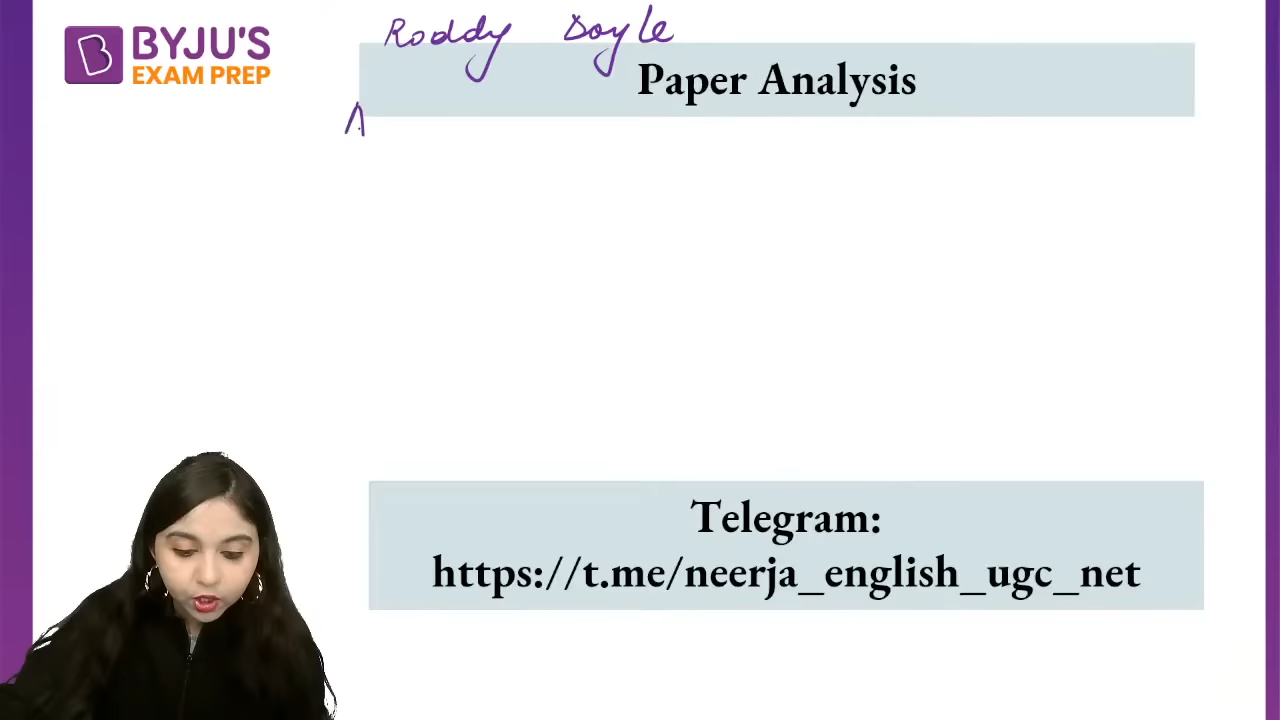 BYJU'S
EXAM PREP
Roddy Doyle
Paper Analysis
Telegram:
https://t.me/neerja_english_ugc_net